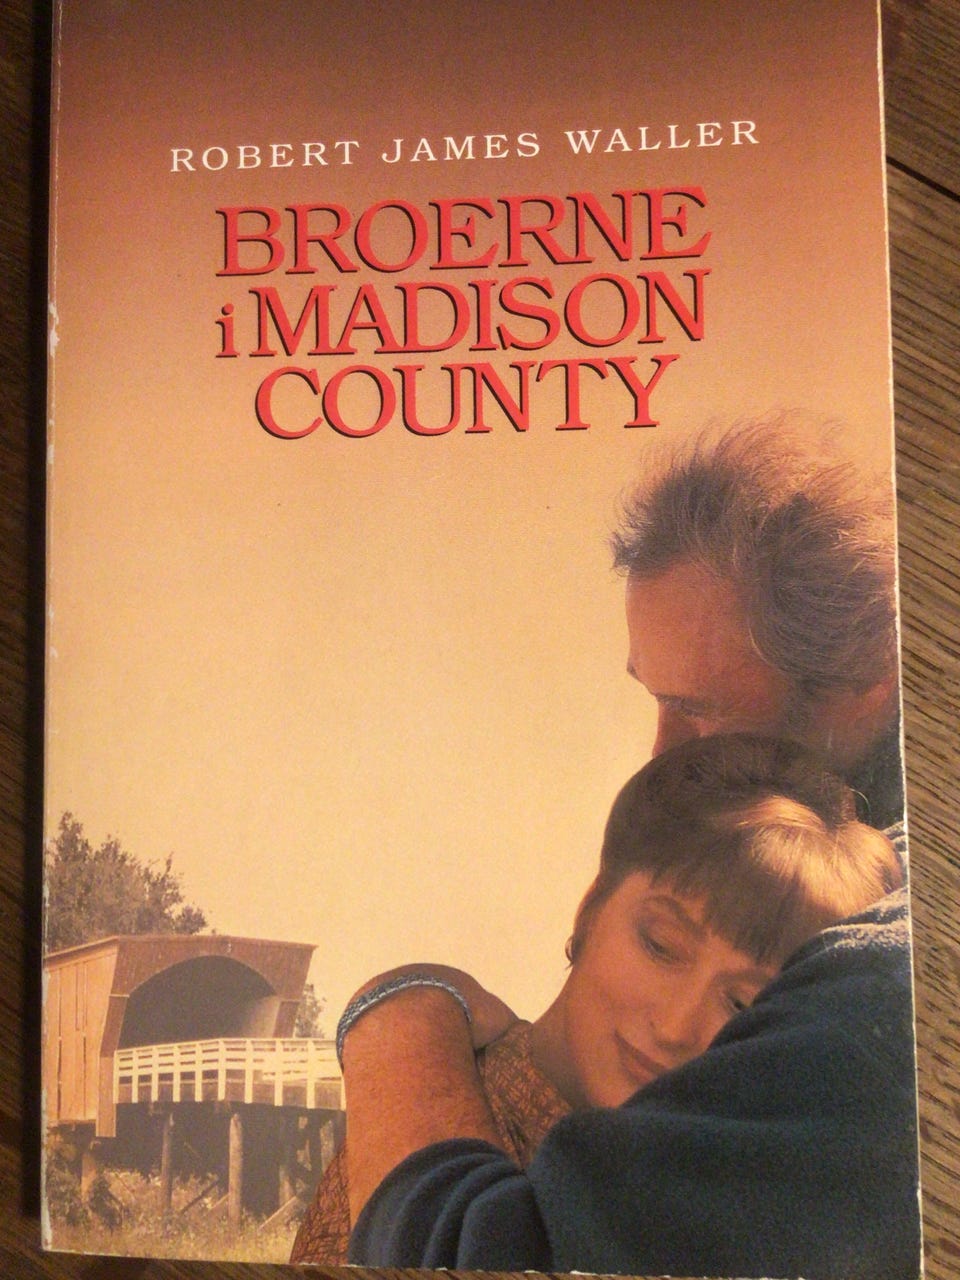 ROBERT JAMES WALLER
BROERNE
i MADISON
COUNTY